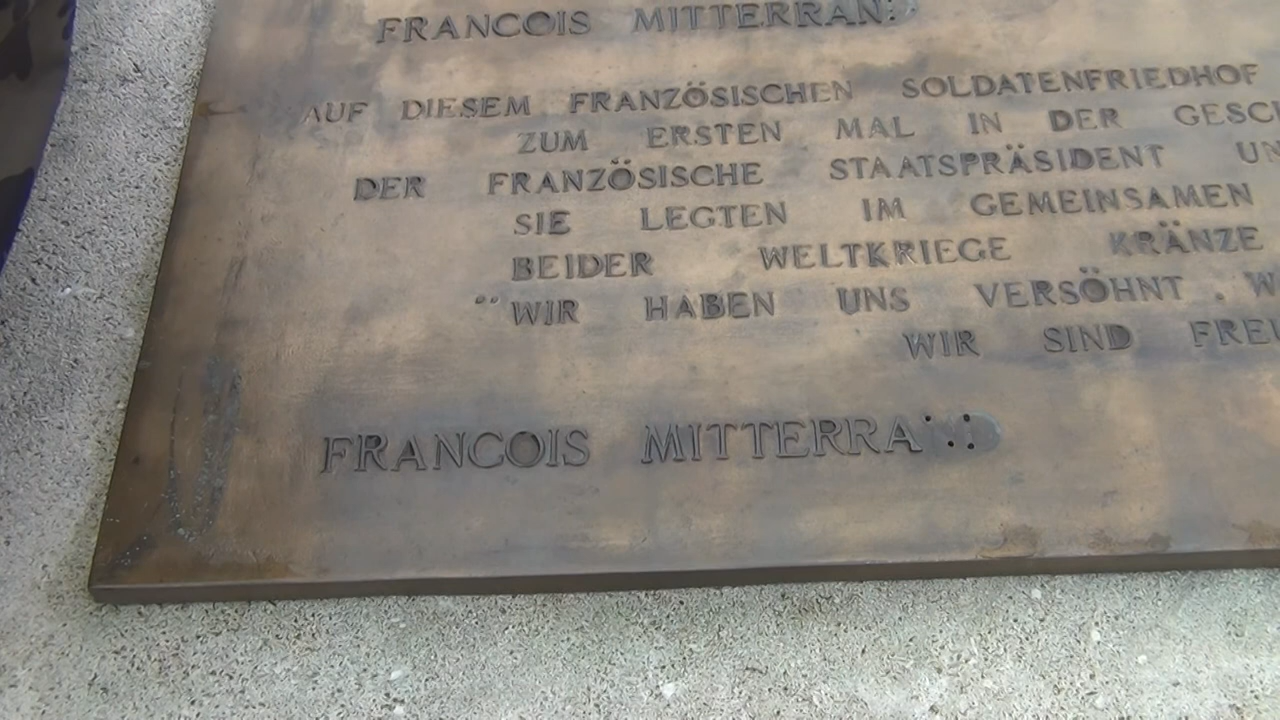 FRANCOIS MITTERRAN
AUF DIESEM FRANZÖSISCHEN SOLDATENFRIEDHOF
ZUM ERSTEN MAL IN DER
DER FRANZÖSISCHE STAATSPRÄSIDENT
SIE LEGTEN IM GEMEINSAMEN
BEIDER WELTKRIEGE KRÄNZE
"WIR HABEN UNS VERSÖHNT .
WIR SIND
FRANCOIS MITTERRA